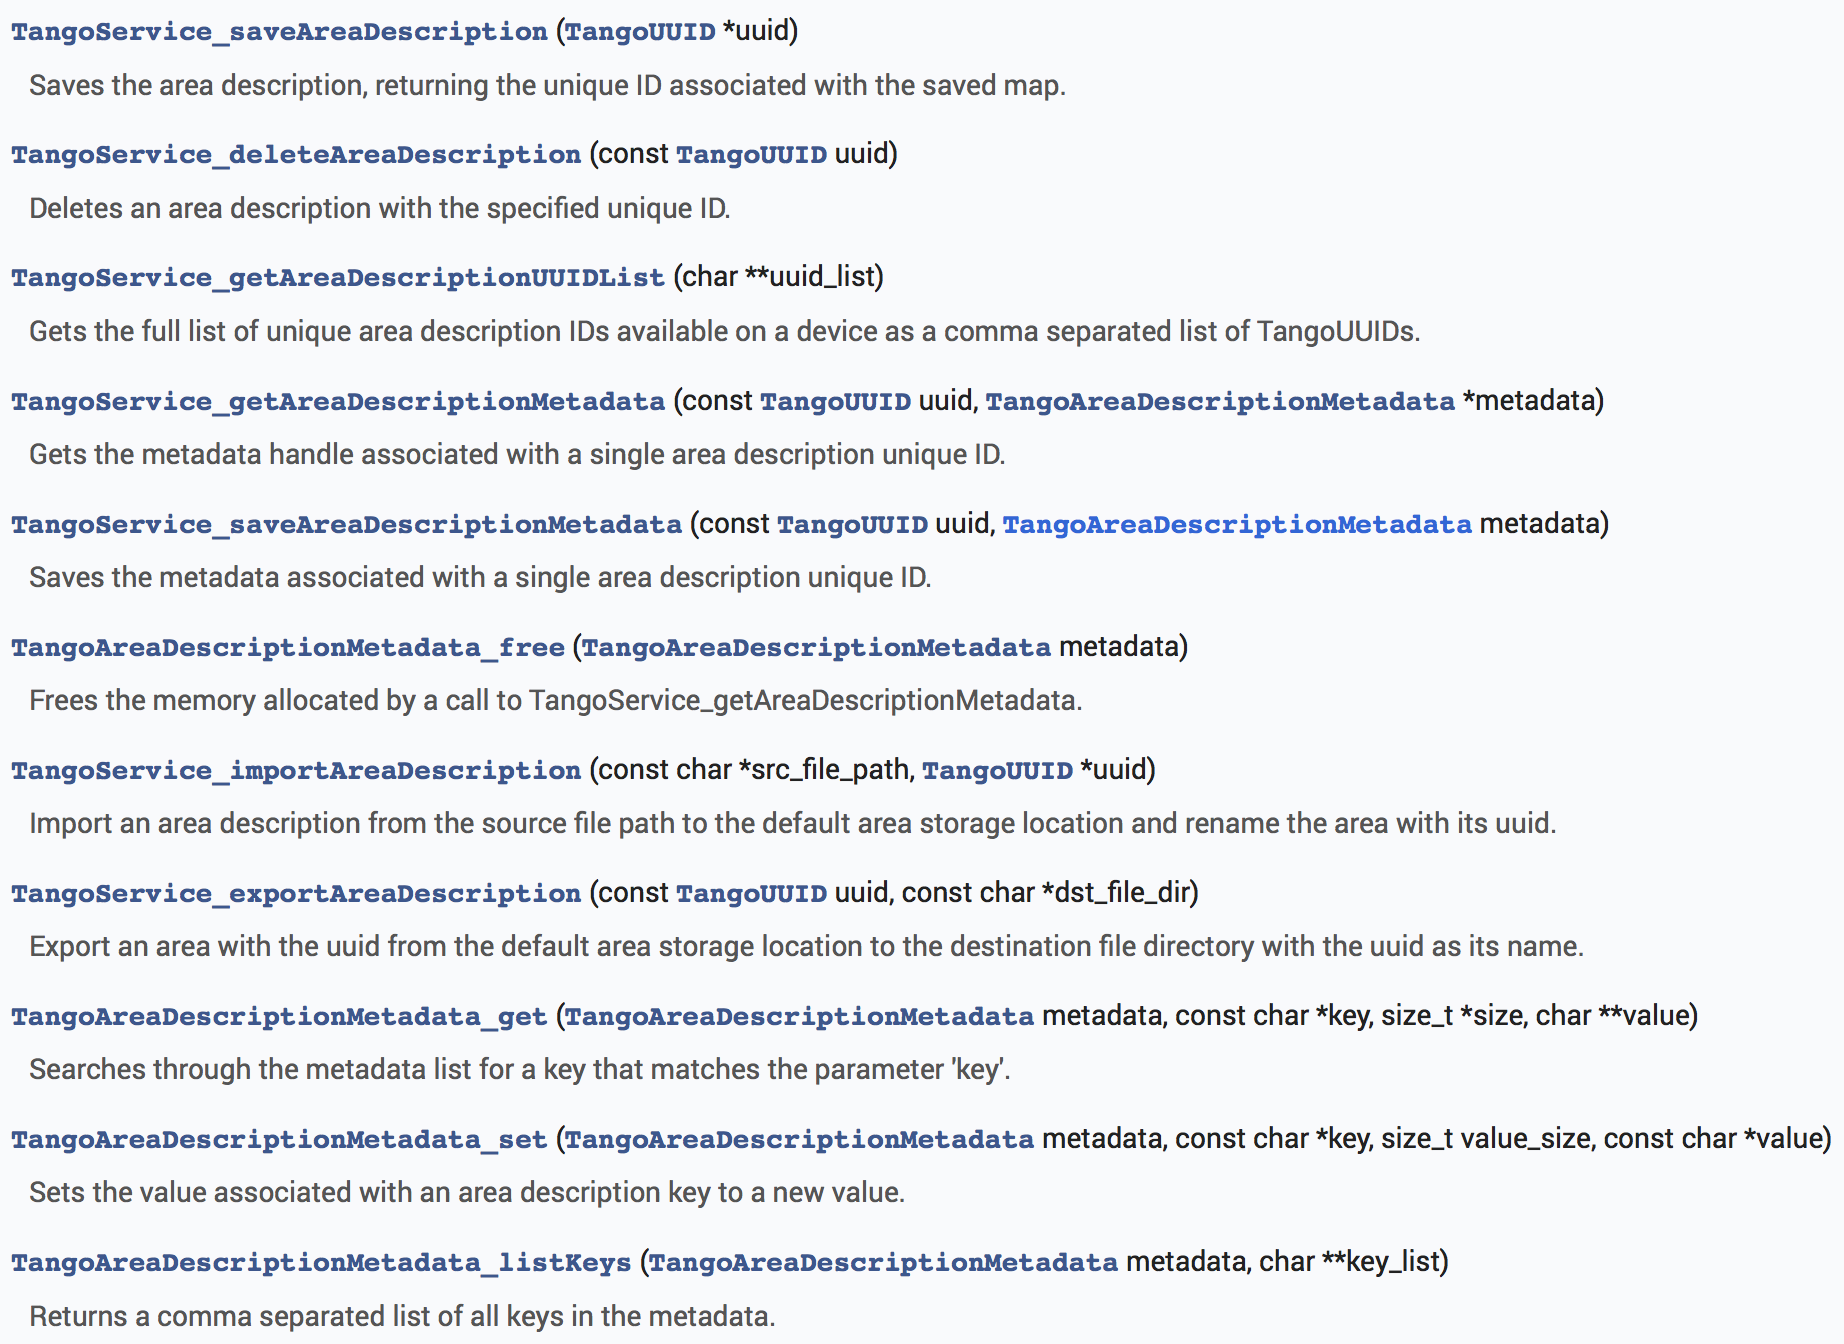 TangoService_saveAreaDescription (TangoUUID *uuid)
Saves the area description, returning the unique ID associated with the saved map.
TangoService_deleteAreaDescription (const TangoUUID uuid)
Deletes an area description with the specified unique ID.
TangoService_getAreaDescriptionUUIDList (char **uuid_list)
Gets the full list of unique area description IDs available on a device as a comma separated list of TangoUUIDs.
TangoService_getAreaDescriptionMetadata (const TangoUUID uuid, TangoAreaDescriptionMetadata *metadata)
Gets the metadata handle associated with a single area description unique ID.
TangoService_saveAreaDescriptionMetadata (const TangoUUID uuid, TangoAreaDescriptionMetadata metadata)
Saves the metadata associated with a single area description unique ID.
TangoAreaDescriptionMetadata_free (TangoAreaDescriptionMetadata metadata)
Frees the memory allocated by a call to TangoService_getAreaDescriptionMetadata.
TangoService_importAreaDescription (const char *src_file_path, TangoUUID *uuid)
Import an area description from the source file path to the default area storage location and rename the area with its uuid.
TangoService_exportAreaDescription (const TangoUUID uuid, const char *dst_file_dir)
Export an area with the uuid from the default area storage location to the destination file directory with the uuid as its name.
TangoAreaDescriptionMetadata_get (TangoAreaDescriptionMetadata metadata, const char *key, size_t *size, char **value)
Searches through the metadata list for a key that matches the parameter 'key'.
TangoAreaDescriptionMetadata_set (TangoAreaDescriptionMetadata metadata, const char *key, size_t value_size, const char *value)
Sets the value associated with an area description key to a new value.
TangoAreaDescriptionMetadata_listKeys (TangoAreaDescriptionMetadata metadata, char **key_list)
Returns a comma separated list of all keys in the metadata.